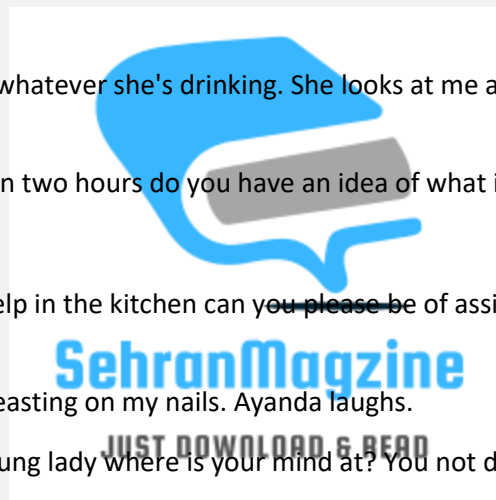 whatever she's drinking. She looks at me a
n two hours do you have an idea of what i
elp in the kitchen can you please be of assi
SehranMagzine
easting on my nails. Ayanda laughs.
JUST DOWNLOAD & READ
ung lady where is your mind at? You not d